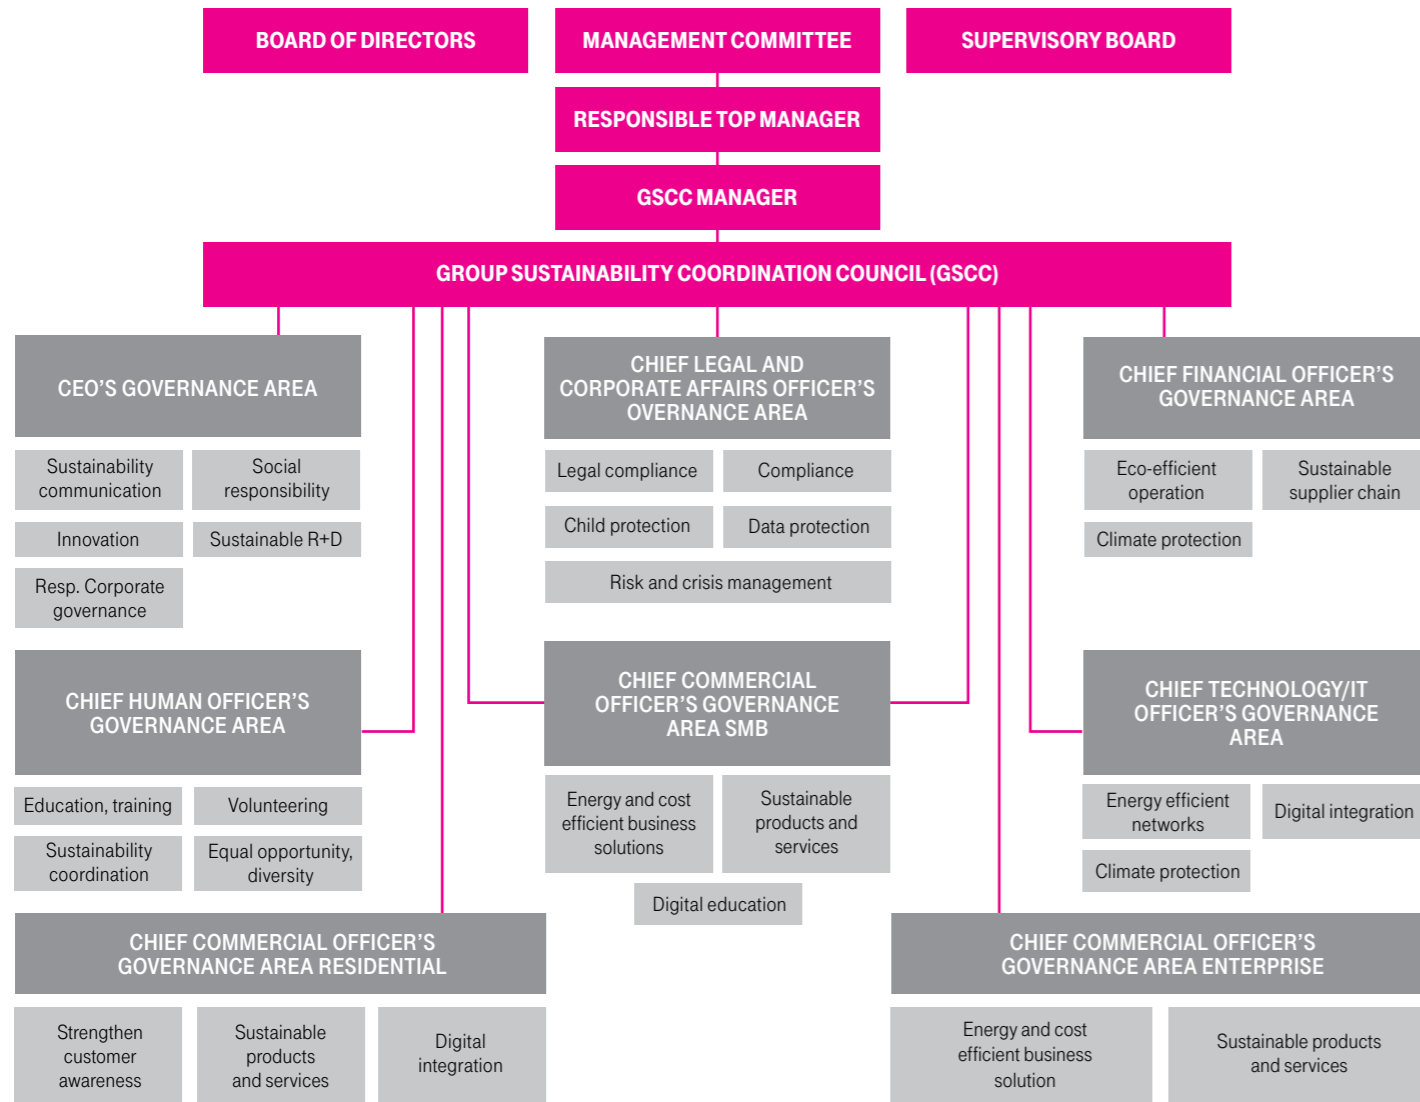 BOARD OF DIRECTORS
MANAGEMENT COMMITTEE
SUPERVISORY BOARD
RESPONSIBLE TOP MANAGER
GSCC MANAGER
GROUP SUSTAINABILITY COORDINATION COUNCIL (GSCC)
CEO'S GOVERNANCE AREA
Sustainability
communication
Social
responsibility
Innovation
Sustainable R+D
Resp. Corporate
governance
CHIEF LEGAL AND
CORPORATE AFFAIRS OFFICER'S
OVERNANCE AREA
Legal compliance
Compliance
Child protection
Data protection
Risk and crisis management
CHIEF FINANCIAL OFFICER'S
GOVERNANCE AREA
Eco-efficient
operation
Sustainable
supplier chain
Climate protection
CHIEF HUMAN OFFICER'S
GOVERNANCE AREA
Education, training
Volunteering
Sustainability
coordination
Equal opportunity,
diversity
CHIEF COMMERCIAL
OFFICER'S GOVERNANCE
AREA SMB
Energy and cost
efficient business
solutions
Sustainable
products and
services
Digital education
CHIEF TECHNOLOGY/IT
OFFICER'S GOVERNANCE
AREA
Energy efficient
networks
Digital integration
Climate protection
CHIEF COMMERCIAL OFFICER'S
GOVERNANCE AREA RESIDENTIAL
Strengthen
customer
awareness
Sustainable
products
and services
Digital
integration
CHIEF COMMERCIAL OFFICER'S
GOVERNANCE AREA ENTERPRISE
Energy and cost
efficient business
solution
Sustainable products
and services